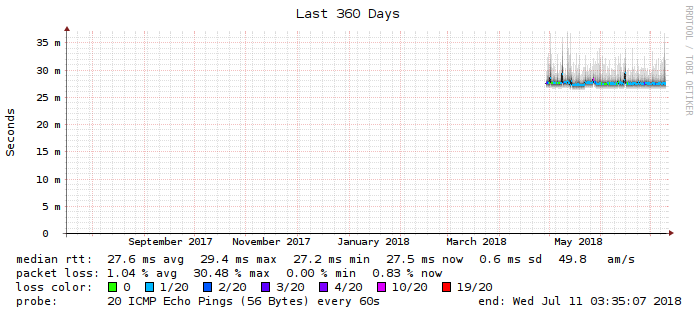 Last 360 Days
RRDTOOL / TOBI OETIKER
Seconds
35 m
30 m
25 m
20 m
15 m
10 m
5 m
0
September 2017 November 2017 January 2018 March 2018 May 2018
median rtt: 27.6 ms avg 29.4 ms max 27.2 ms min 27.5 ms now 0.6 ms sd 49.8 am/s
packet loss: 1.04 % avg 30.48 % max 0.00 % min 0.83 % now
loss color: 0 1/20 2/20 3/20 4/20 10/20 19/20
probe: 20 ICMP Echo Pings (56 Bytes) every 60s end: Wed Jul 11 03:35:07 2018